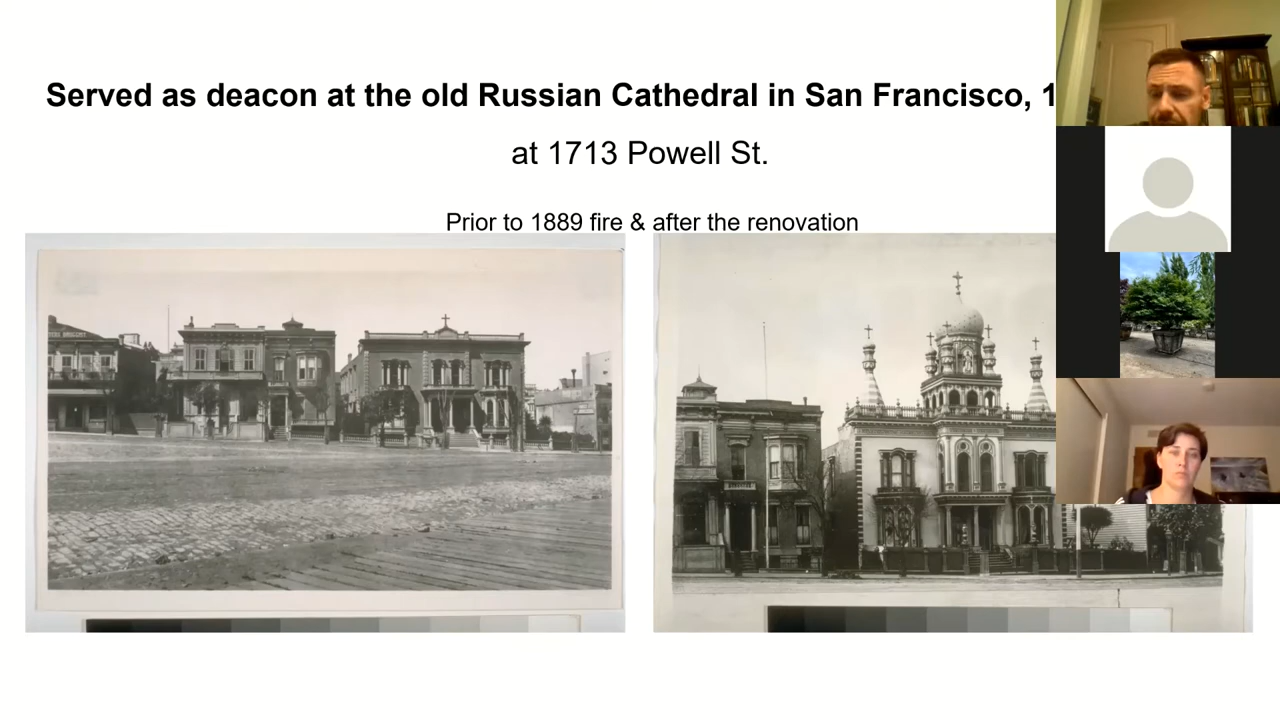 Served as deacon at the old Russian Cathedral in San Francisco, 1
at 1713 Powell St.
Prior to 1889 fire & after the renovation